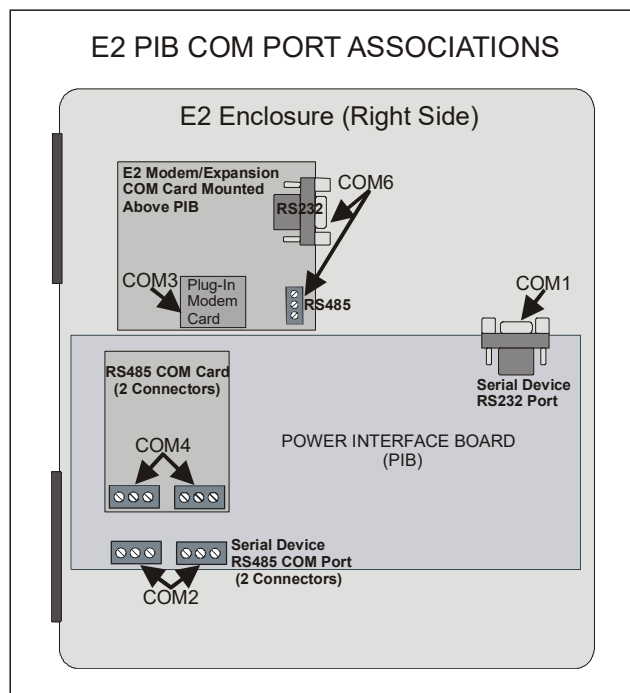 E2 PIB COM PORT ASSOCIATIONS
E2 Enclosure (Right Side)
E2 Modem/Expansion
COM Card Mounted
Above PIB
RS232
COM6
COM3
Plug-In
Modem
Card
RS485
COM1
Serial Device
RS232 Port
RS485 COM Card
(2 Connectors)
COM4
POWER INTERFACE BOARD
(PIB)
Serial Device
RS485 COM Port
(2 Connectors)
COM2